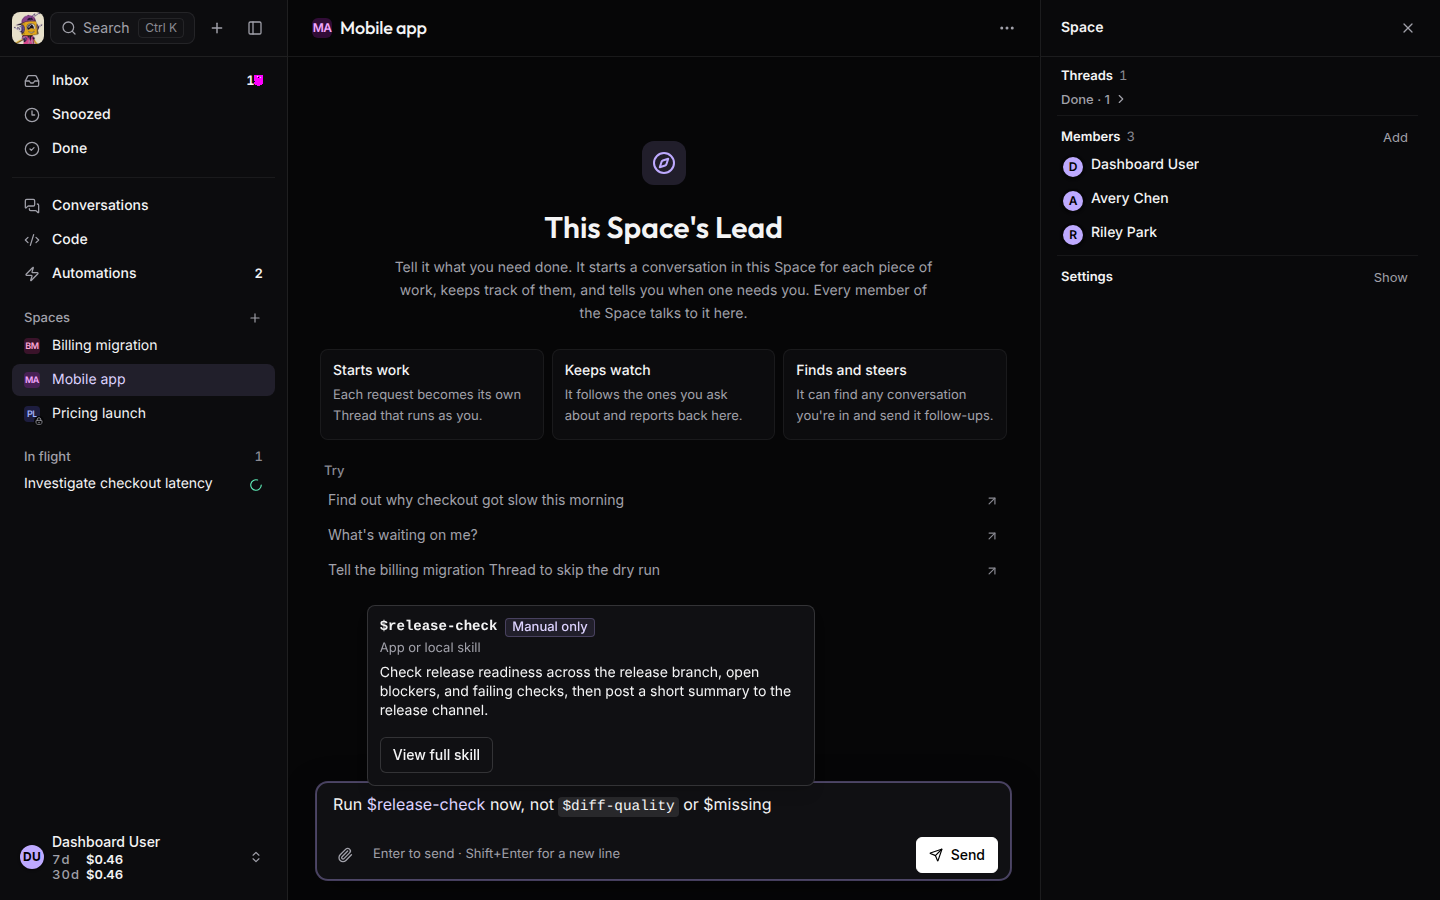 Search Ctrl K
Inbox 1
Snoozed
Done
Conversations
Code
Automations 2
Spaces
BM Billing migration
MA Mobile app
PL Pricing launch
In flight 1
Investigate checkout latency
DU Dashboard User
7d $0.46
30d $0.46
MA Mobile app
This Space's Lead
Tell it what you need done. It starts a conversation in this Space for each piece of
work, keeps track of them, and tells you when one needs you. Every member of
the Space talks to it here.
Starts work
Each request becomes its own
Thread that runs as you.
Keeps watch
It follows the ones you ask
about and reports back here.
Finds and steers
It can find any conversation
you're in and send it follow-ups.
Try
Find out why checkout got slow this morning
What's waiting on me?
Tell the billing migration Thread to skip the dry run
$release-check Manual only
App or local skill
Check release readiness across the release branch, open
blockers, and failing checks, then post a short summary to the
release channel.
View full skill
Run $release-check now, not $diff-quality or $missing
Enter to send · Shift+Enter for a new line
Send
Space
Threads 1
Done · 1
Members 3 Add
D Dashboard User
A Avery Chen
R Riley Park
Settings Show